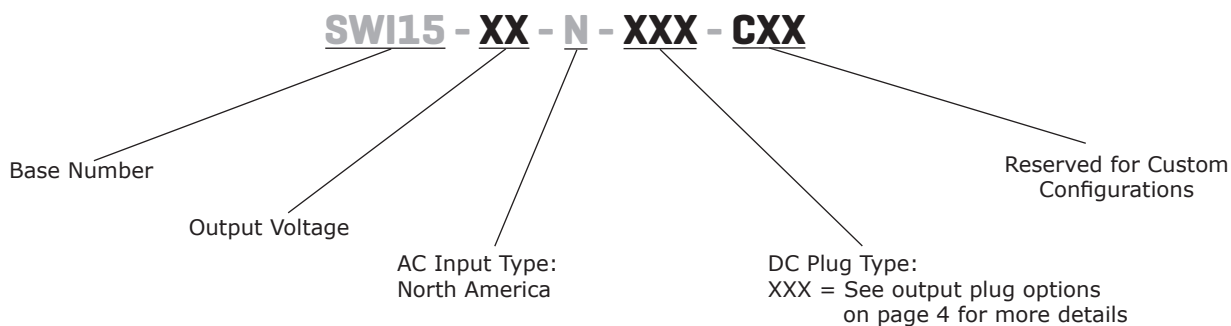 SWI15 - XX - N - XXX - CXX
Base Number
Output Voltage
AC Input Type:
North America
DC Plug Type:
XXX = See output plug options
on page 4 for more details
Reserved for Custom
Configurations